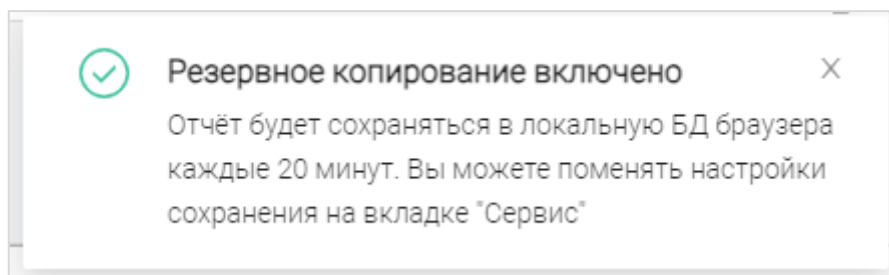 Резервное копирование включено
Отчёт будет сохраняться в локальную БД браузера
каждые 20 минут. Вы можете поменять настройки
сохранения на вкладке "Сервис"